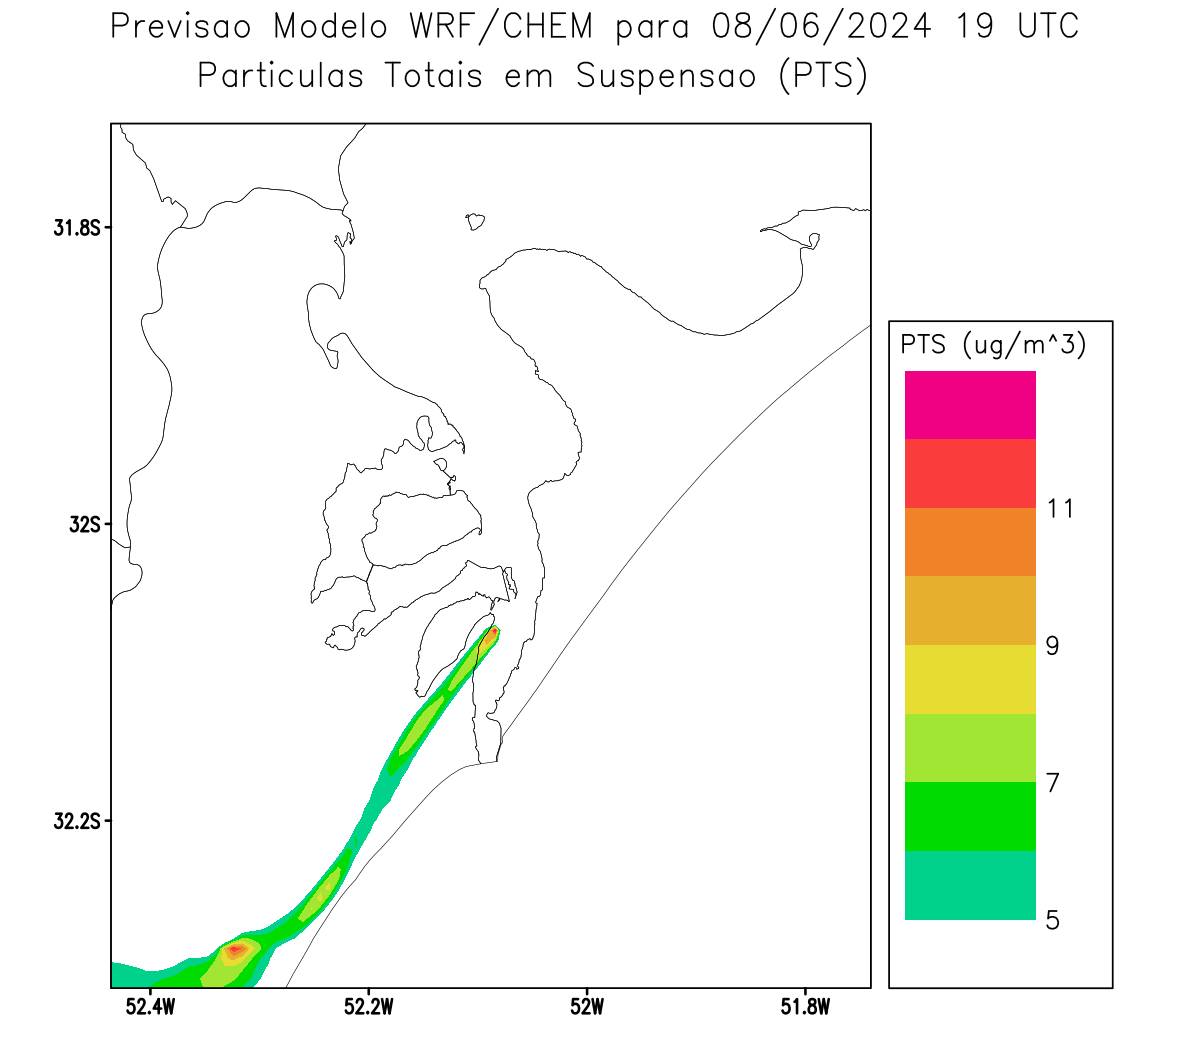 Previsao Modelo WRF/CHEM para 08/06/2024 19 UTC
Particulas Totais em Suspensao (PTS)
31.8S
32S
32.2S
52.4W
52.2W
52W
51.8W
PTS (ug/m^3)
11
9
7
5